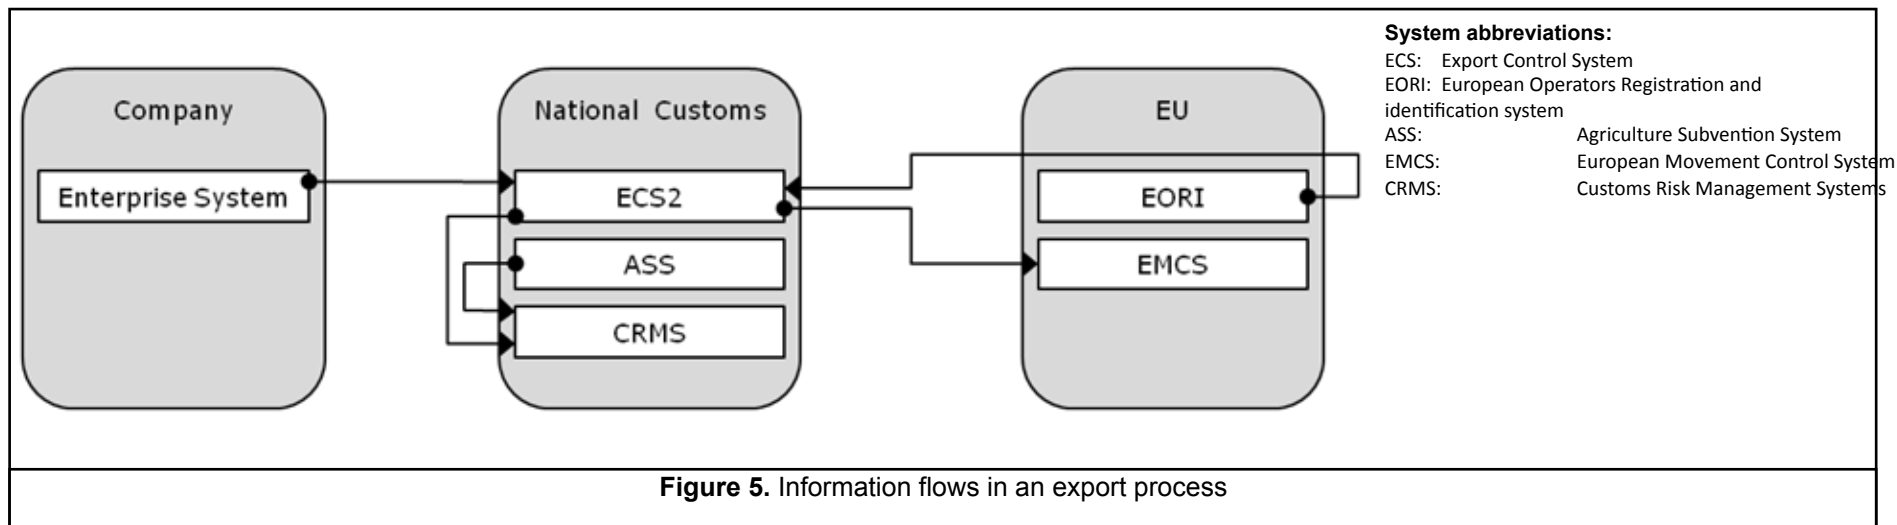 Company
Enterprise System
National Customs
ECS2
ASS
CRMS
EU
EORI
EMCS
System abbreviations:
ECS: Export Control System
EORI: European Operators Registration and
identification system
ASS: Agriculture Subvention System
EMCS: European Movement Control System
CRMS: Customs Risk Management Systems
Figure 5. Information flows in an export process